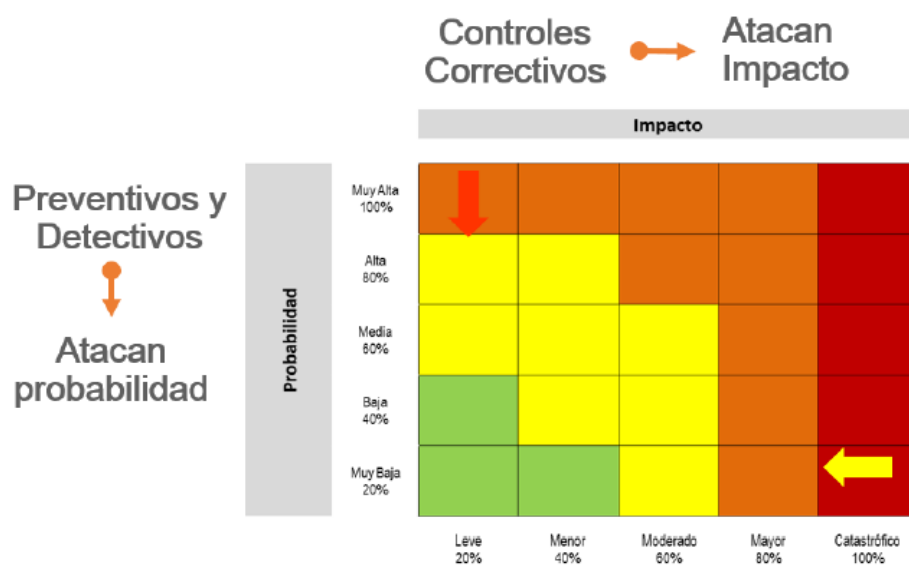 Controles
Correctivos
Atacan
Impacto
Impacto
Preventivos y
Detectivos
Atacan
probabilidad
Probabilidad
Muy Alta
100%
Alta
80%
Media
60%
Baja
40%
Muy Baja
20%
Leve
20%
Menor
40%
Moderado
60%
Mayor
80%
Catastrófico
100%